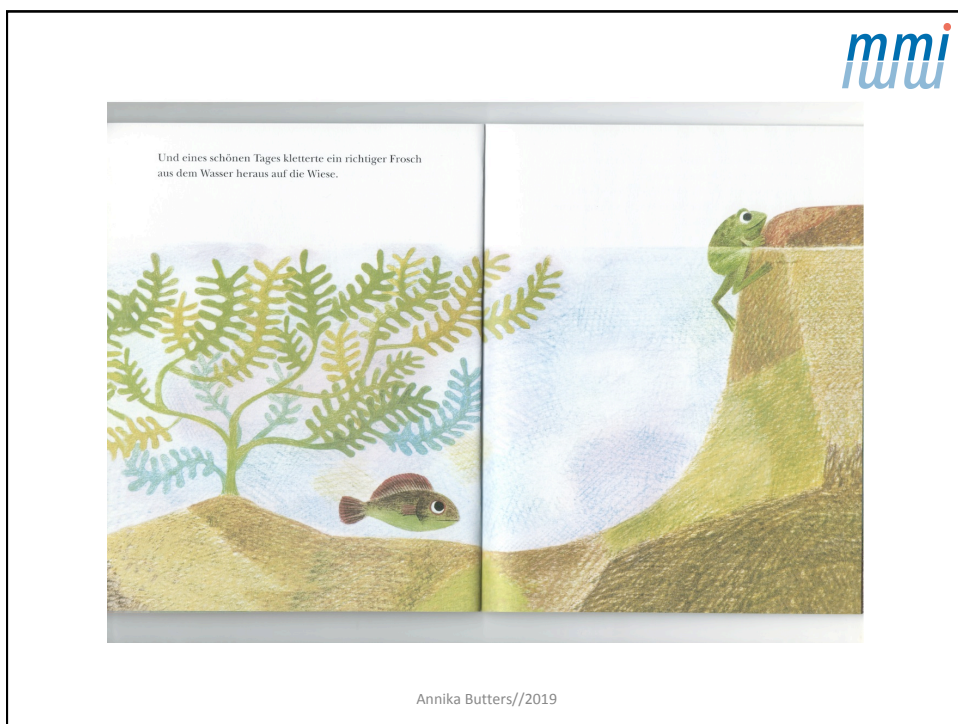 mmi
Und eines schönen Tages kletterte ein richtiger Frosch
aus dem Wasser heraus auf die Wiese.
Annika Butters//2019